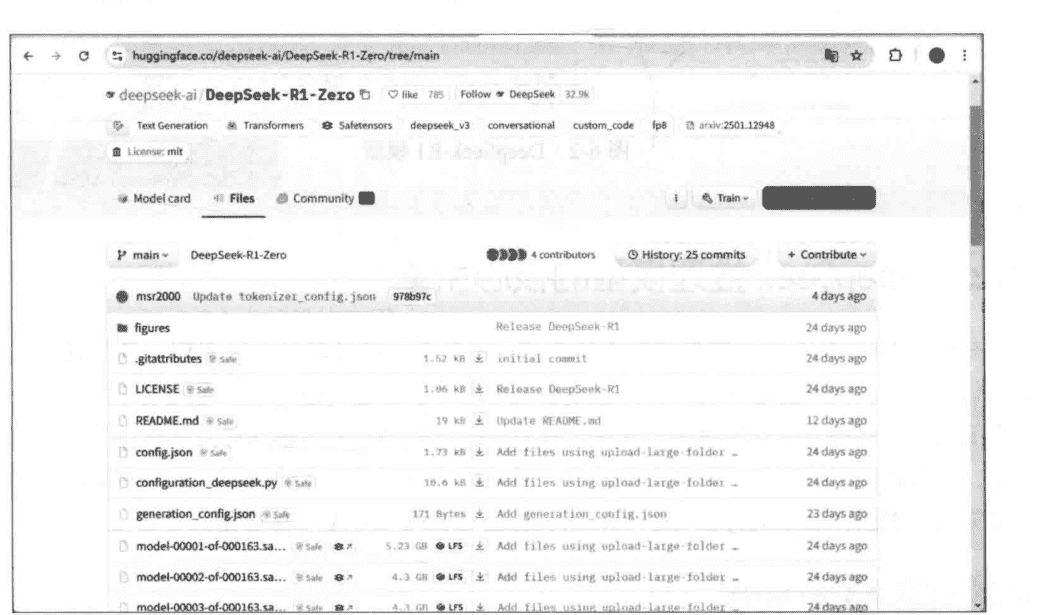 huggingface.co/deepseek-ai/DeepSeek-R1-Zero/tree/main
deepseek-ai/DeepSeek-R1-Zero like 785 Follow DeepSeek 32.9k
Text Generation Transformers Safetensors deepseek_v3 conversational custom_code fp8 arxiv:2501.12948
License: mit
Model card Files Community Train
main DeepSeek-R1-Zero 4 contributors History: 25 commits + Contribute
msr2000 Update tokenizer_config.json 978b97c 4 days ago
figures Release DeepSeek-R1 24 days ago
.gitattributes Safe 1.52 kB initial commit 24 days ago
LICENSE Safe 1.06 kB Release DeepSeek-R1 24 days ago
README.md Safe 19 kB Update README.md 12 days ago
config.json Safe 1.73 kB Add files using upload-large-folder … 24 days ago
configuration_deepseek.py Safe 10.6 kB Add files using upload-large-folder … 24 days ago
generation_config.json Safe 171 Bytes Add generation_config.json 23 days ago
model-00001-of-000163.sa... Safe 5.23 GB LFS Add files using upload-large-folder … 24 days ago
model-00002-of-000163.sa... Safe 4.3 GB LFS Add files using upload-large-folder … 24 days ago
model-00003-of-000163.sa... Safe 4.3 GB LFS Add files using upload-large-folder … 24 days ago